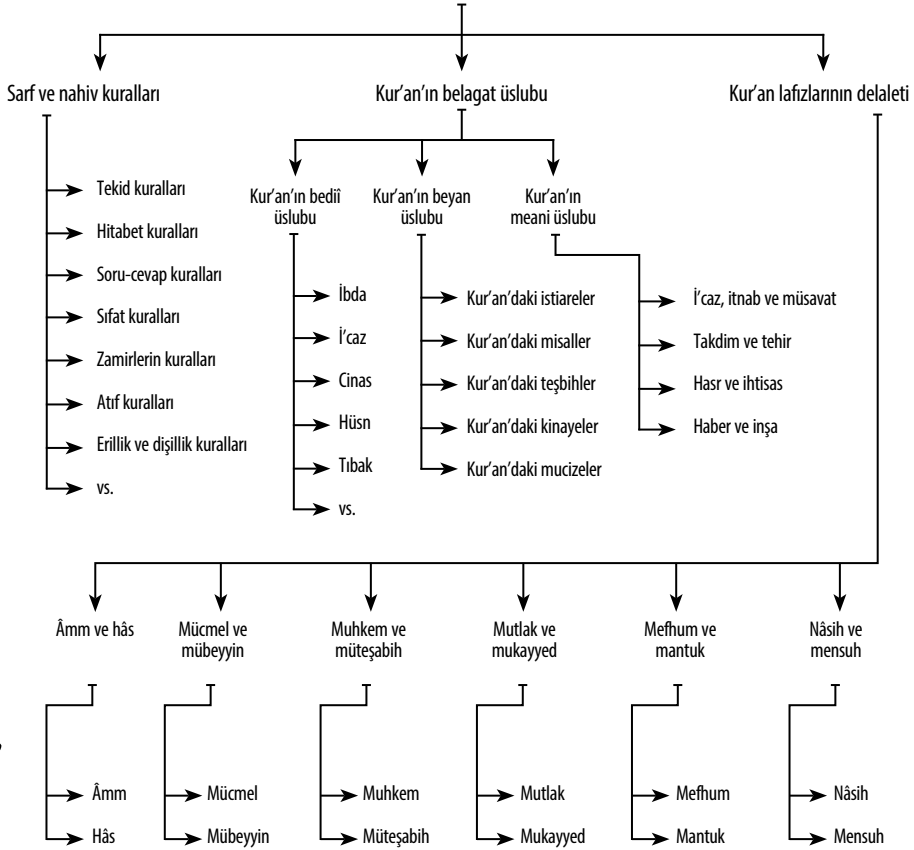 Sarf ve nahiv kuralları
Kur'an'ın belagat üslubu
Kur'an lafızlarının delaleti
Tekid kuralları
Hitabet kuralları
Soru-cevap kuralları
Sıfat kuralları
Zamirlerin kuralları
Atıf kuralları
Erillik ve dişillik kuralları
vs.
Kur'an'ın bediî
üslubu
Kur'an'ın beyan
üslubu
Kur'an'ın
meani üslubu
İbda
İ'caz
Cinas
Hüsn
Tıbak
vs.
Kur'an'daki istiareler
Kur'an'daki misaller
Kur'an'daki teşbihler
Kur'an'daki kinayeler
Kur'an'daki mucizeler
İ'caz, itnab ve müsavat
Takdim ve tehir
Hasr ve ihtisas
Haber ve inşa
Âmm ve hâs
Mücmel ve
mübeyyin
Muhkem ve
müteşabih
Mutlak ve
mukayyed
Mefhum ve
mantuk
Nâsih ve
mensuh
Âmm
Hâs
Mücmel
Mübeyyin
Muhkem
Müteşabih
Mutlak
Mukayyed
Mefhum
Mantuk
Nâsih
Mensuh